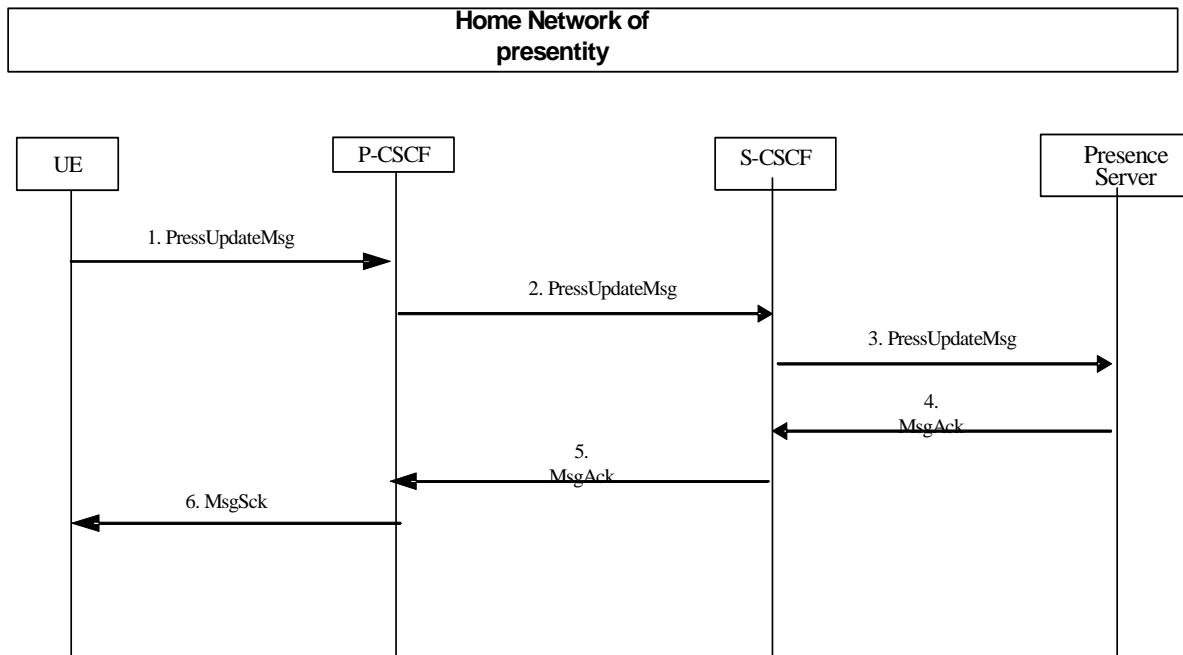 Home Network of
presentity
UE
P-CSCF
S-CSCF
Presence
Server
1. PressUpdateMsg
2. PressUpdateMsg
3. PressUpdateMsg
4.
MsgAck
5.
MsgAck
6. MsgSck